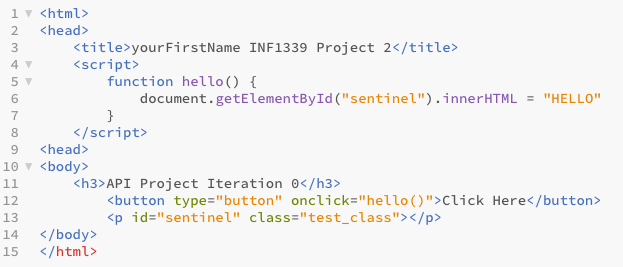 1 <html>
2 <head>
3 <title>yourFirstName INF1339 Project 2</title>
4 <script>
5 function hello() {
6 document.getElementById("sentinel").innerHTML = "HELLO"
7 }
8 </script>
9 <head>
10 <body>
11 <h3>API Project Iteration 0</h3>
12 <button type="button" onclick="hello()">Click Here</button>
13 <p id="sentinel" class="test_class"></p>
14 </body>
15 </html>